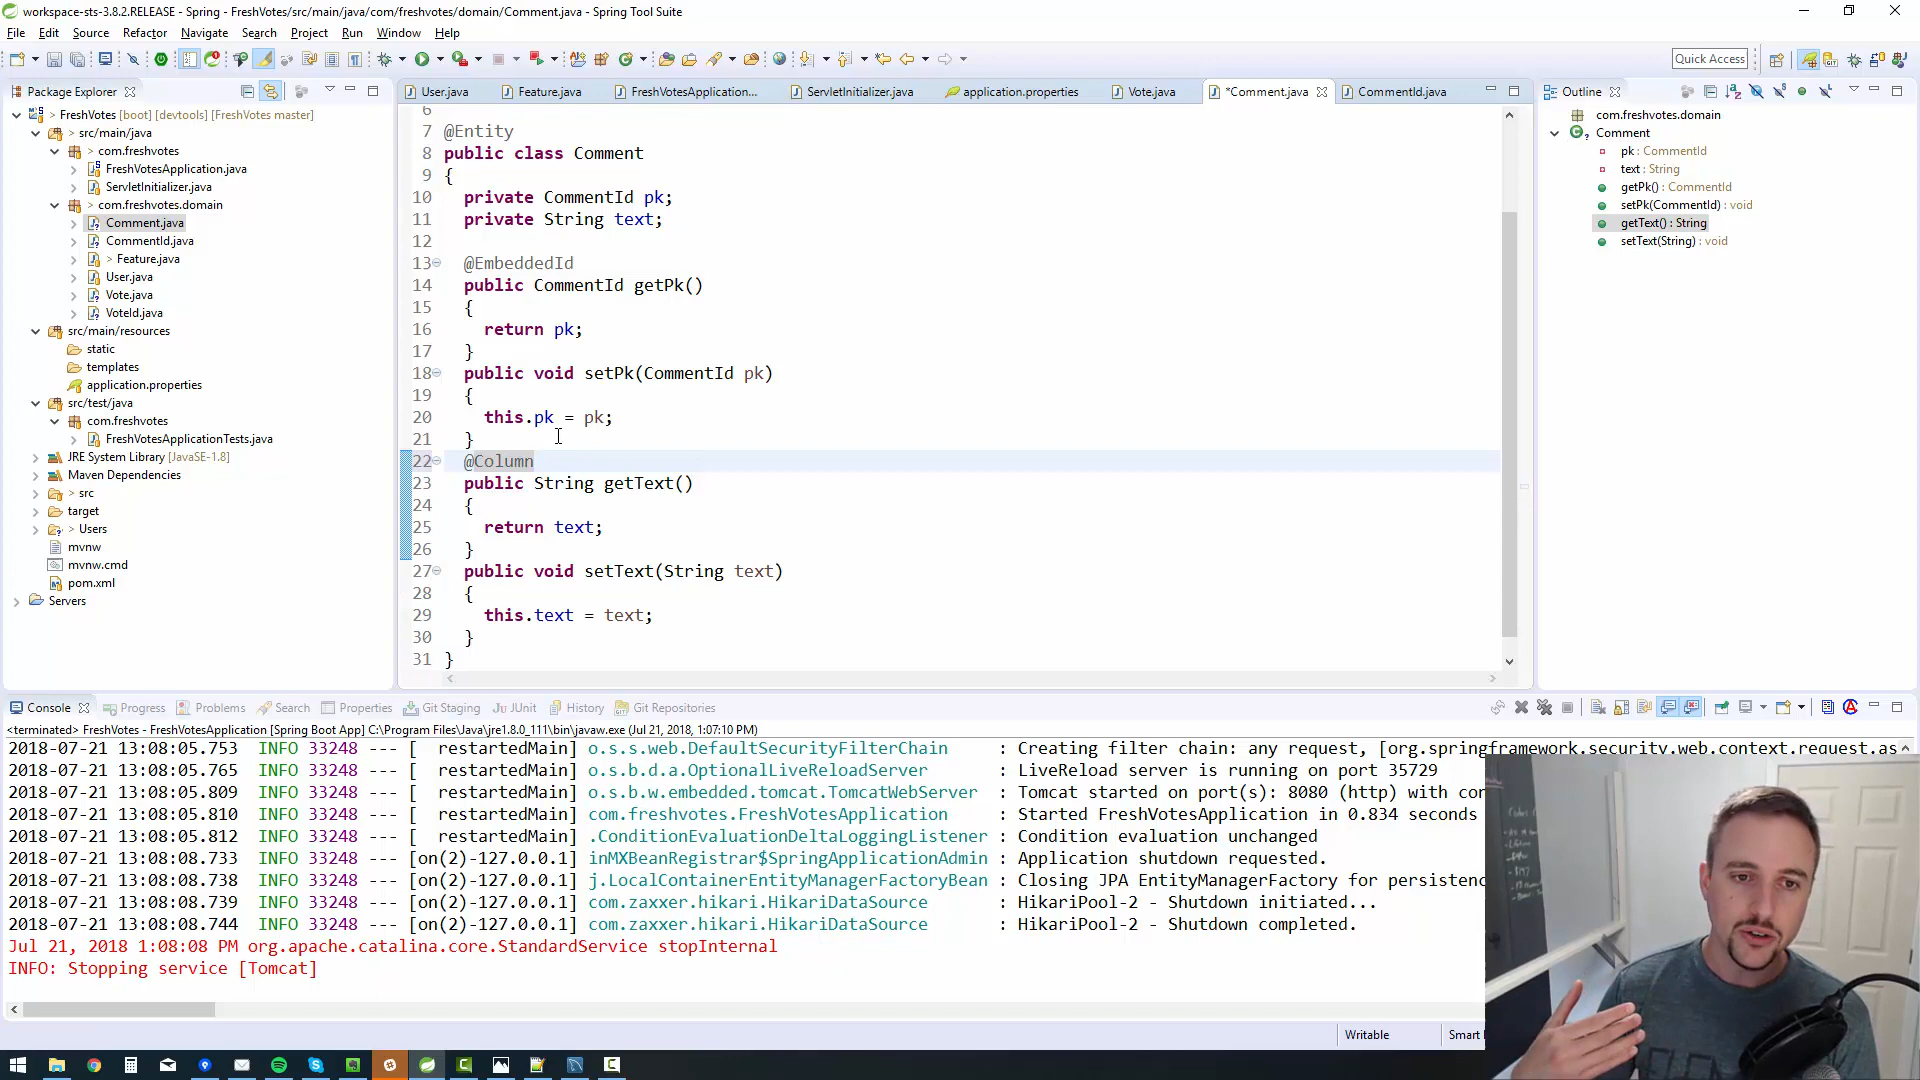 workspace-sts-3.8.2.RELEASE - Spring - FreshVotes/src/main/java/com/freshvotes/domain/Comment.java - Spring Tool Suite
File Edit Source Refactor Navigate Search Project Run Window Help
Quick Access
Package Explorer
User.java Feature.java FreshVotesApplication... ServletInitializer.java application.properties Vote.java *Comment.java CommentId.java
Outline
> FreshVotes [boot] [devtools] [FreshVotes master]
> src/main/java
> com.freshvotes
FreshVotesApplication.java
ServletInitializer.java
> com.freshvotes.domain
Comment.java
CommentId.java
> Feature.java
User.java
Vote.java
VoteId.java
src/main/resources
static
templates
application.properties
src/test/java
com.freshvotes
FreshVotesApplicationTests.java
JRE System Library [JavaSE-1.8]
Maven Dependencies
> src
target
> Users
mvnw
mvnw.cmd
pom.xml
Servers
6
7 @Entity
8 public class Comment
9 {
10 private CommentId pk;
11 private String text;
12
13 @EmbeddedId
14 public CommentId getPk()
15 {
16 return pk;
17 }
18 public void setPk(CommentId pk)
19 {
20 this.pk = pk;
21 }
22 @Column
23 public String getText()
24 {
25 return text;
26 }
27 public void setText(String text)
28 {
29 this.text = text;
30 }
31 }
com.freshvotes.domain
Comment
pk : CommentId
text : String
getPk() : CommentId
setPk(CommentId) : void
getText() : String
setText(String) : void
Console Progress Problems Search Properties Git Staging JUnit History Git Repositories
<terminated> FreshVotes - FreshVotesApplication [Spring Boot App] C:\Program Files\Java\jre1.8.0_111\bin\javaw.exe (Jul 21, 2018, 1:07:10 PM)
2018-07-21 13:08:05.753 INFO 33248 --- [ restartedMain] o.s.s.web.DefaultSecurityFilterChain : Creating filter chain: any request, [org.springframework.security.web.context.request.as
2018-07-21 13:08:05.765 INFO 33248 --- [ restartedMain] o.s.b.d.a.OptionalLiveReloadServer : LiveReload server is running on port 35729
2018-07-21 13:08:05.809 INFO 33248 --- [ restartedMain] o.s.b.w.embedded.tomcat.TomcatWebServer : Tomcat started on port(s): 8080 (http) with con
2018-07-21 13:08:05.810 INFO 33248 --- [ restartedMain] com.freshvotes.FreshVotesApplication : Started FreshVotesApplication in 0.834 seconds
2018-07-21 13:08:05.812 INFO 33248 --- [ restartedMain] .ConditionEvaluationDeltaLoggingListener : Condition evaluation unchanged
2018-07-21 13:08:08.733 INFO 33248 --- [on(2)-127.0.0.1] inMXBeanRegistrar$SpringApplicationAdmin : Application shutdown requested.
2018-07-21 13:08:08.738 INFO 33248 --- [on(2)-127.0.0.1] j.LocalContainerEntityManagerFactoryBean : Closing JPA EntityManagerFactory for persistenc
2018-07-21 13:08:08.739 INFO 33248 --- [on(2)-127.0.0.1] com.zaxxer.hikari.HikariDataSource : HikariPool-2 - Shutdown initiated...
2018-07-21 13:08:08.744 INFO 33248 --- [on(2)-127.0.0.1] com.zaxxer.hikari.HikariDataSource : HikariPool-2 - Shutdown completed.
Jul 21, 2018 1:08:08 PM org.apache.catalina.core.StandardService stopInternal
INFO: Stopping service [Tomcat]
Writable Smart